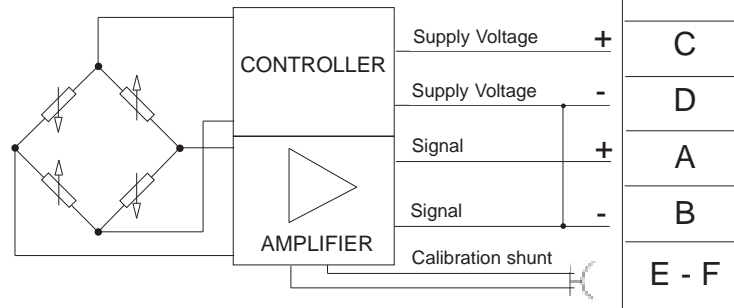 CONTROLLER
AMPLIFIER
Supply Voltage + C
Supply Voltage - D
Signal + A
Signal - B
Calibration shunt E - F